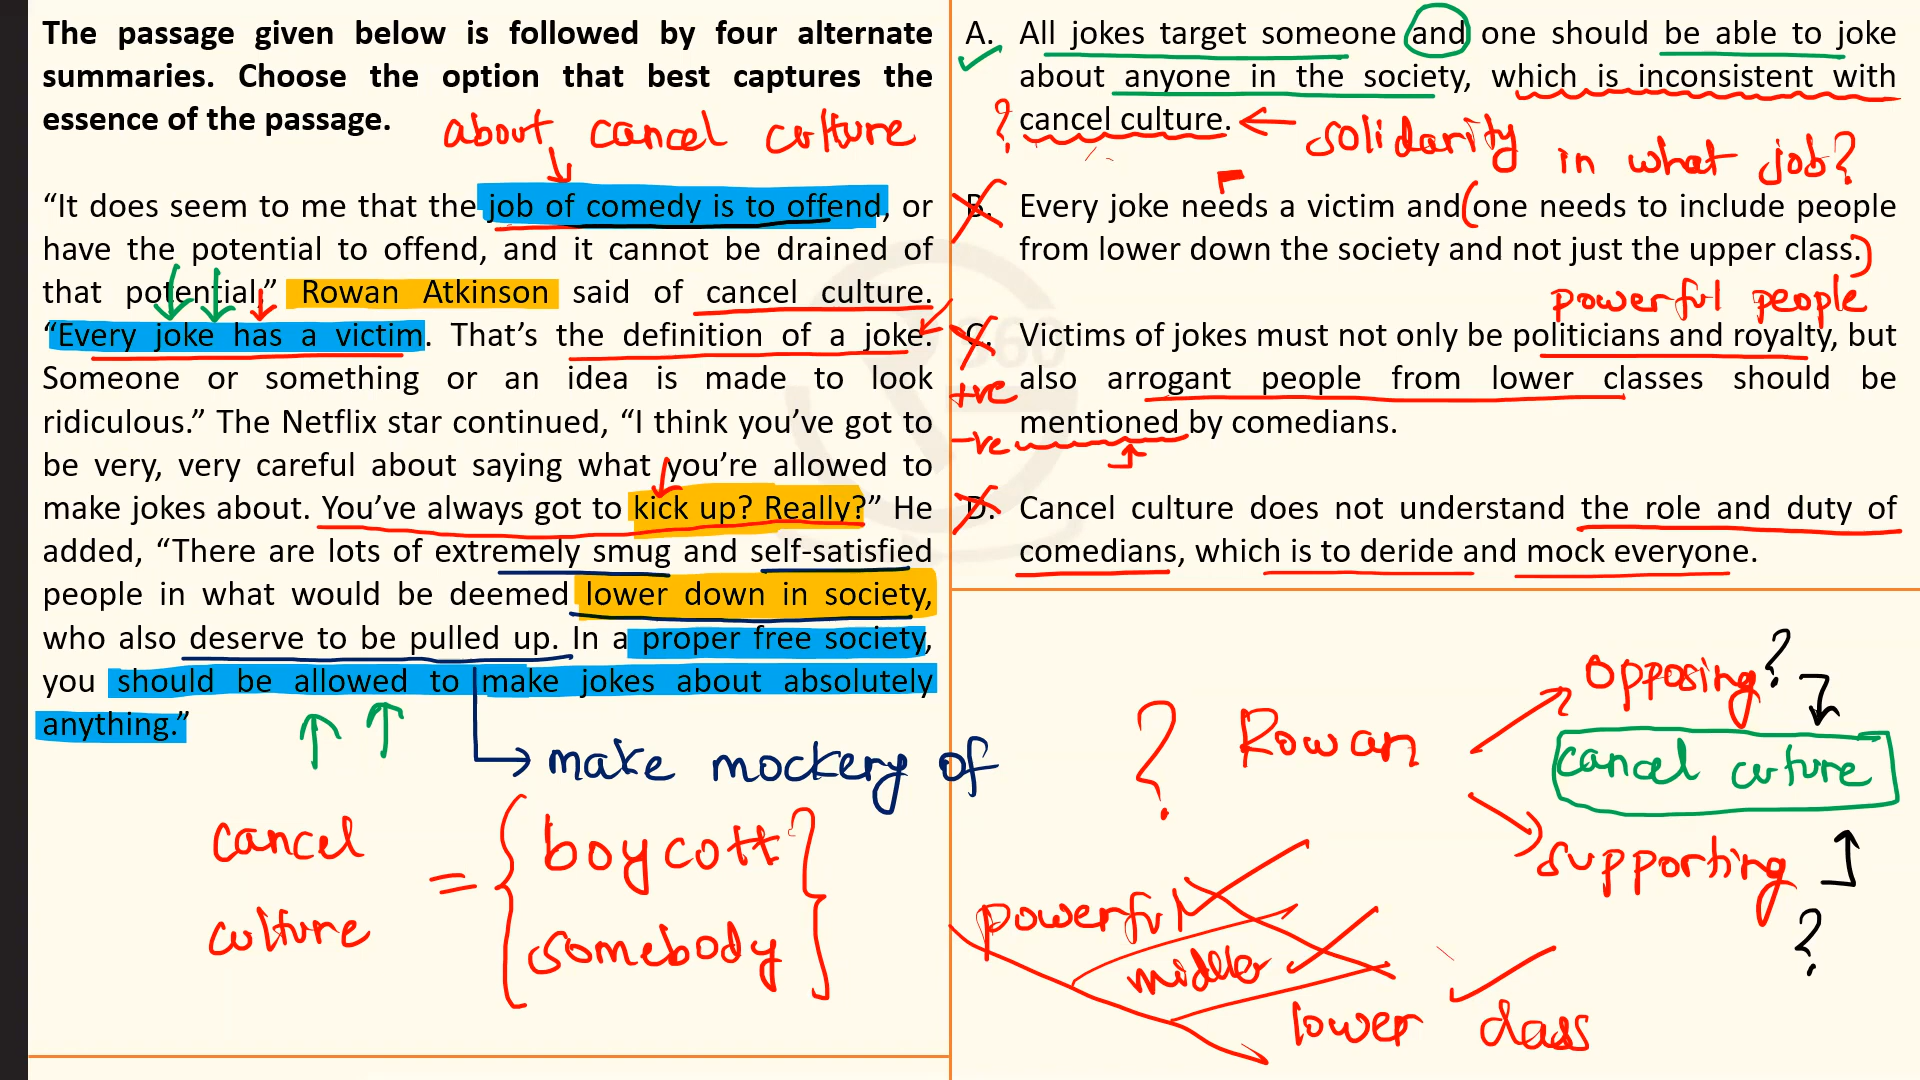 The passage given below is followed by four alternate
summaries. Choose the option that best captures the
essence of the passage.
about cancel culture
"It does seem to me that the job of comedy is to offend, or
have the potential to offend, and it cannot be drained of
that potential," Rowan Atkinson said of cancel culture.
"Every joke has a victim. That's the definition of a joke.
Someone or something or an idea is made to look
ridiculous." The Netflix star continued, "I think you've got to
be very, very careful about saying what you're allowed to
make jokes about. You've always got to kick up? Really?" He
added, "There are lots of extremely smug and self-satisfied
people in what would be deemed lower down in society,
who also deserve to be pulled up. In a proper free society,
you should be allowed to make jokes about absolutely
anything."
make mockery of
cancel
culture
=
boycott
somebody
A. All jokes target someone and one should be able to joke
about anyone in the society, which is inconsistent with
? cancel culture.
solidarity in what job?
B. Every joke needs a victim and one needs to include people
from lower down the society and not just the upper class.
powerful people
C. Victims of jokes must not only be politicians and royalty, but
also arrogant people from lower classes should be
mentioned by comedians.
+ve
-ve
D. Cancel culture does not understand the role and duty of
comedians, which is to deride and mock everyone.
? Rowan
opposing?
cancel culture
supporting
?
powerful
middle
lower class
360